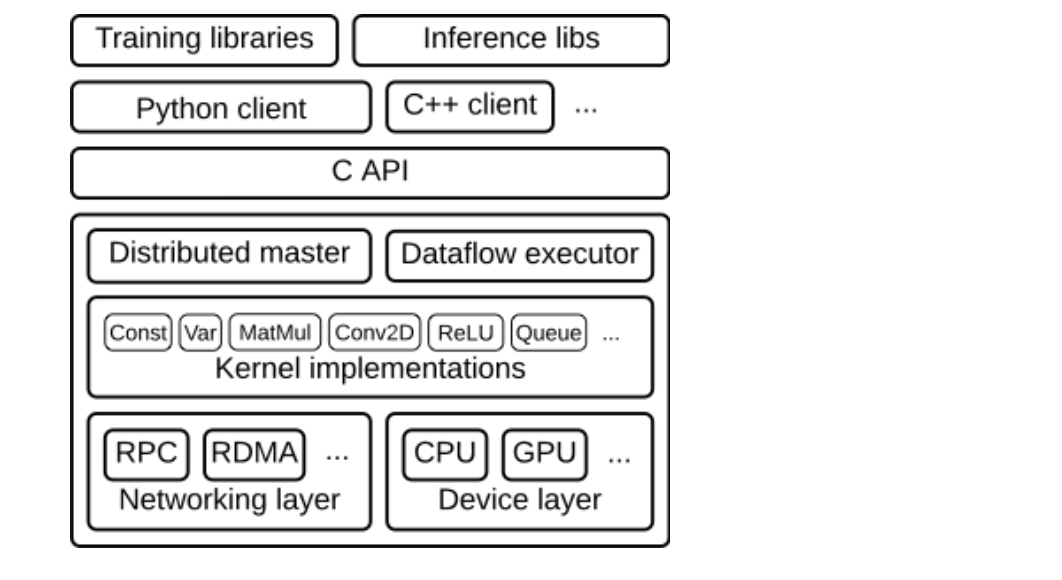 Training libraries Inference libs
Python client C++ client ...
C API
Distributed master Dataflow executor
Const Var MatMul Conv2D ReLU Queue ...
Kernel implementations
RPC RDMA ... CPU GPU ...
Networking layer Device layer